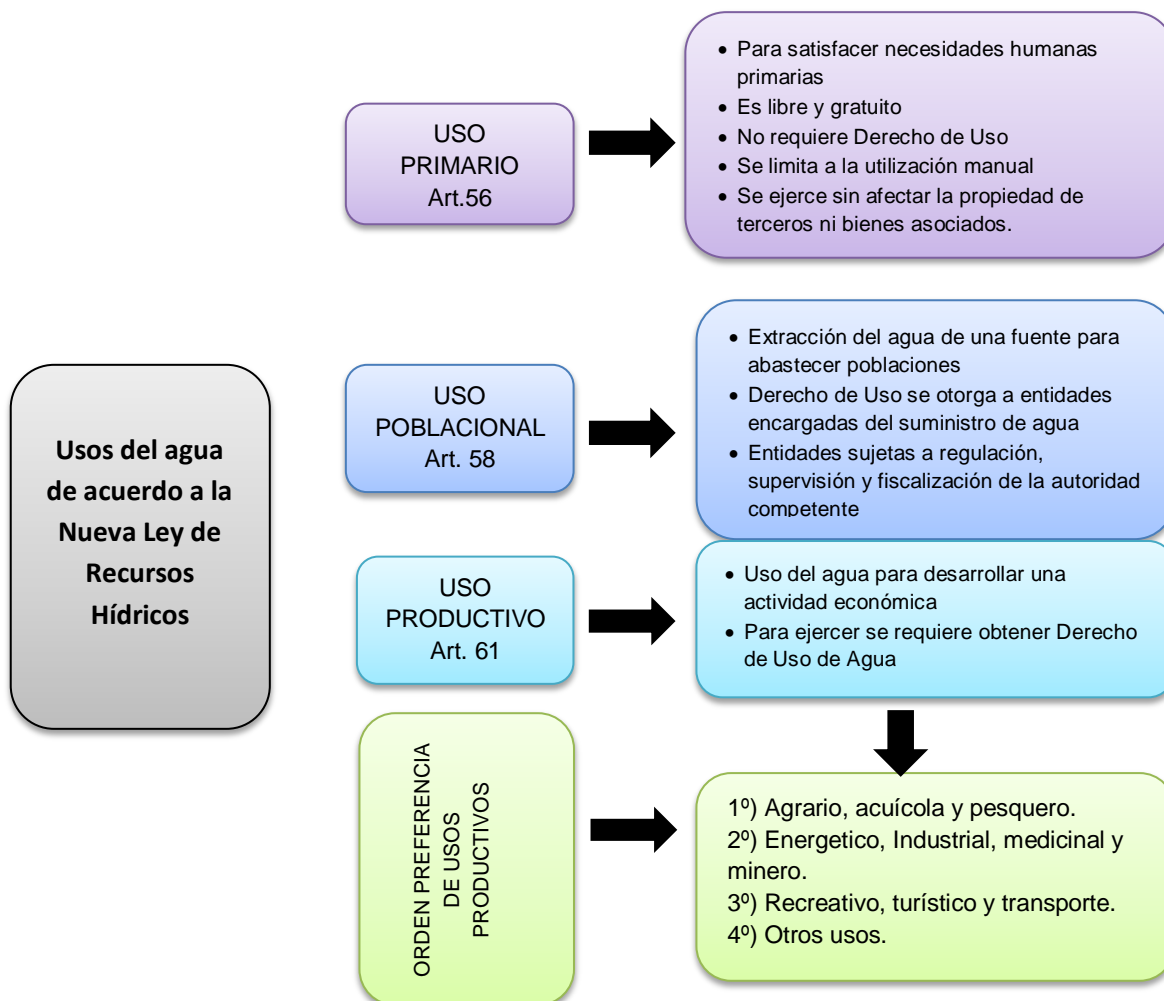 Usos del agua
de acuerdo a la
Nueva Ley de
Recursos
Hídricos
USO
PRIMARIO
Art.56
• Para satisfacer necesidades humanas
primarias
• Es libre y gratuito
• No requiere Derecho de Uso
• Se limita a la utilización manual
• Se ejerce sin afectar la propiedad de
terceros ni bienes asociados.
USO
POBLACIONAL
Art. 58
• Extracción del agua de una fuente para
abastecer poblaciones
• Derecho de Uso se otorga a entidades
encargadas del suministro de agua
• Entidades sujetas a regulación,
supervisión y fiscalización de la autoridad
competente
USO
PRODUCTIVO
Art. 61
• Uso del agua para desarrollar una
actividad económica
• Para ejercer se requiere obtener Derecho
de Uso de Agua
ORDEN PREFERENCIA
DE USOS
PRODUCTIVOS
1º) Agrario, acuícola y pesquero.
2º) Energetico, Industrial, medicinal y
minero.
3º) Recreativo, turístico y transporte.
4º) Otros usos.